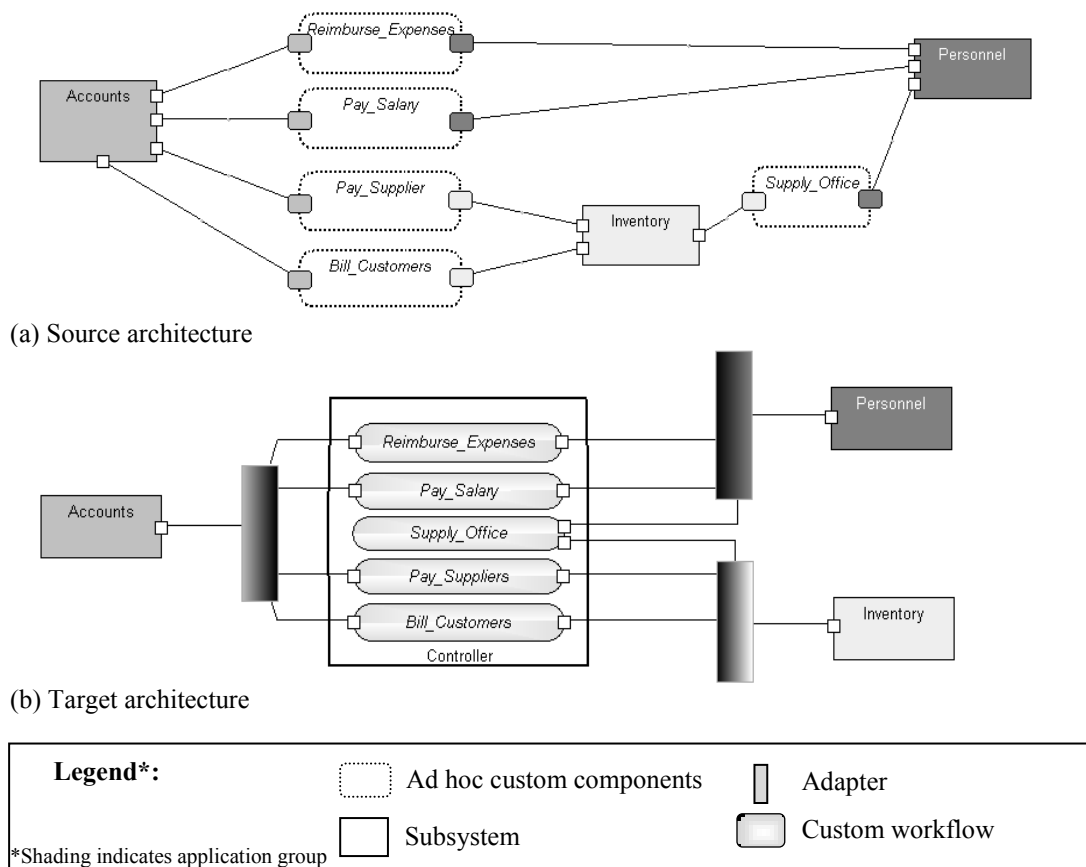 Reimburse_Expenses
Personnel
Accounts
Pay_Salary
Pay_Supplier
Supply_Office
Inventory
Bill_Customers
(a) Source architecture
Personnel
Reimburse_Expenses
Pay_Salary
Accounts
Supply_Office
Pay_Suppliers
Inventory
Bill_Customers
Controller
(b) Target architecture
Legend*:
Ad hoc custom components
Adapter
Subsystem
Custom workflow
*Shading indicates application group